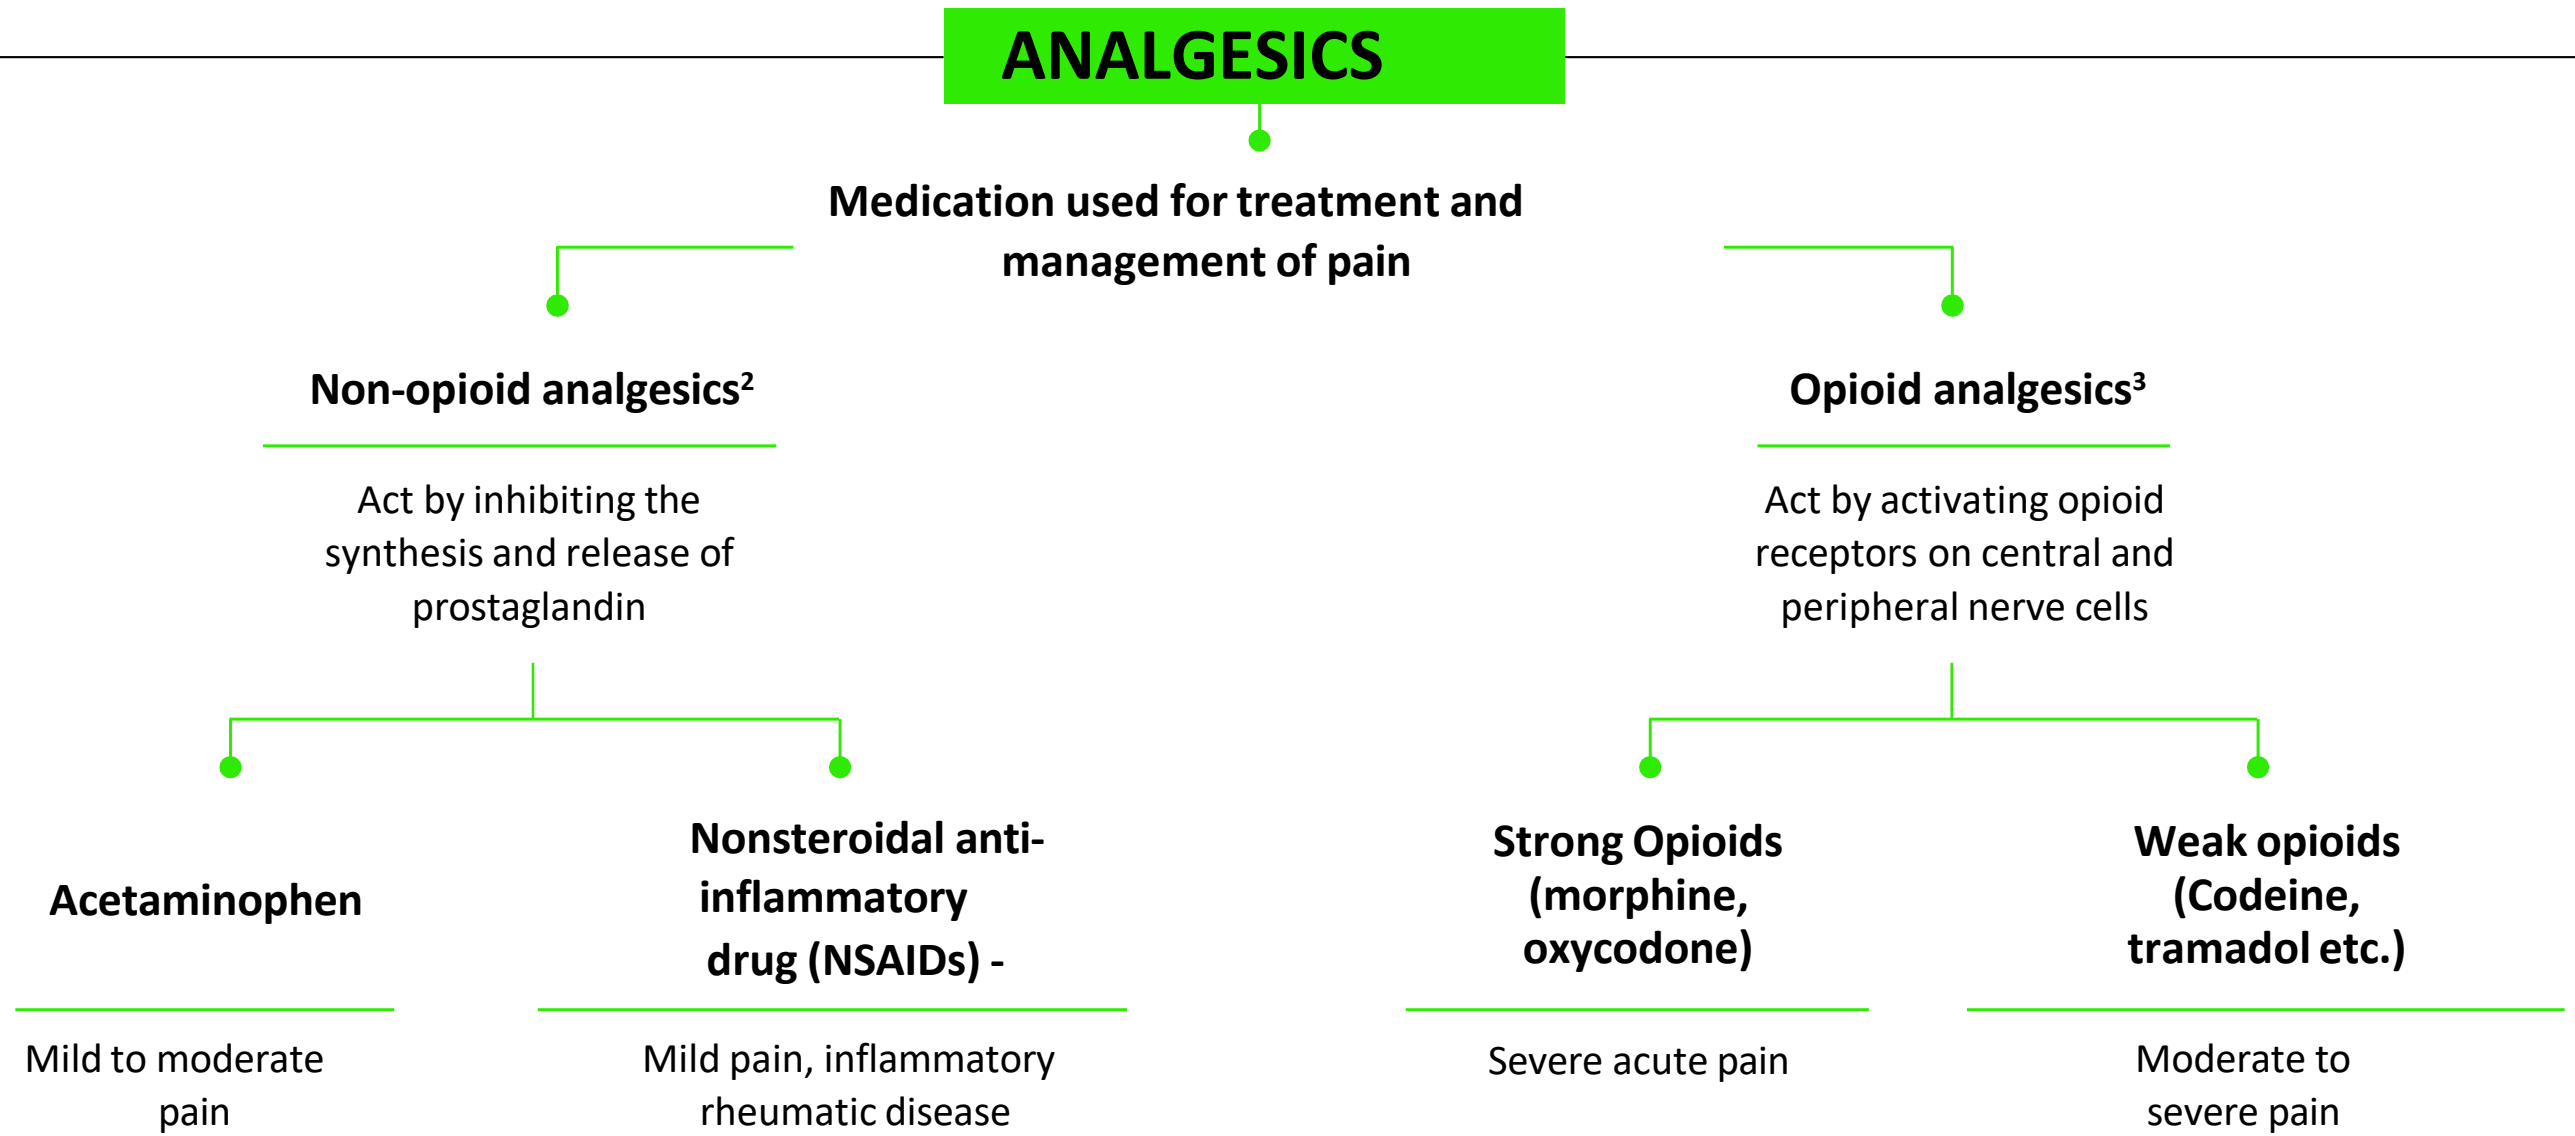 ANALGESICS
Medication used for treatment and
management of pain
Non-opioid analgesics²
Act by inhibiting the
synthesis and release of
prostaglandin
Opioid analgesics³
Act by activating opioid
receptors on central and
peripheral nerve cells
Acetaminophen
Mild to moderate
pain
Nonsteroidal anti-
inflammatory
drug (NSAIDs) -
Mild pain, inflammatory
rheumatic disease
Strong Opioids
(morphine,
oxycodone)
Severe acute pain
Weak opioids
(Codeine,
tramadol etc.)
Moderate to
severe pain